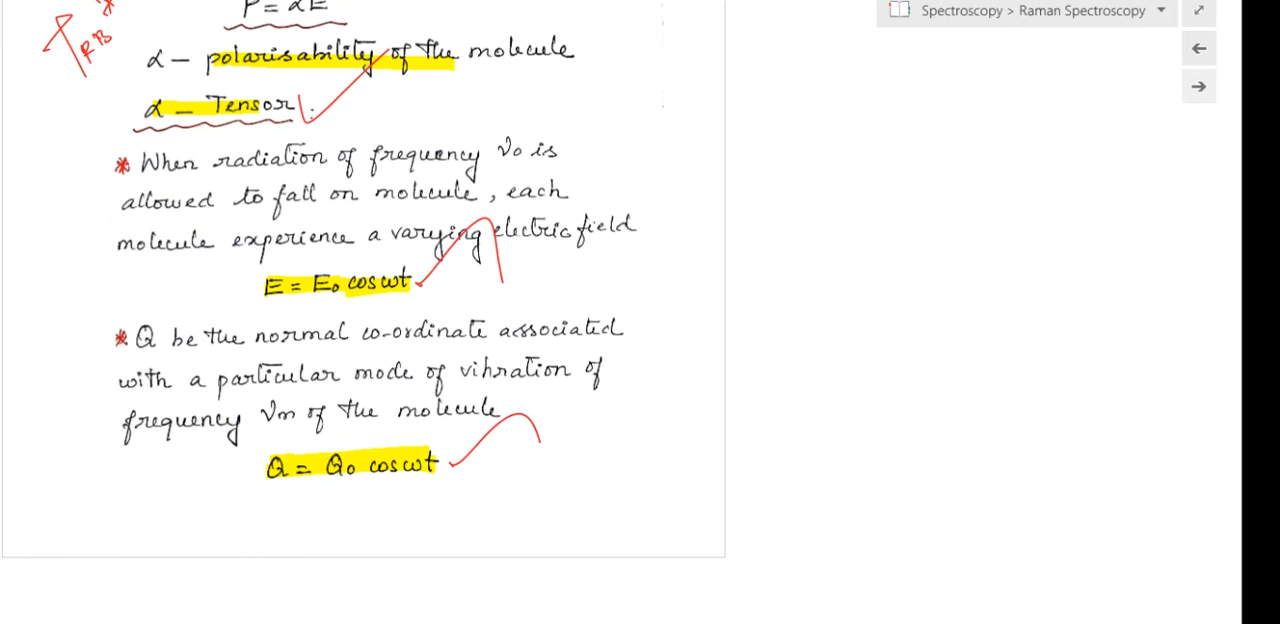 P = αE
Spectroscopy > Raman Spectroscopy
RB
α – polarisability of the molecule
α – Tensor
* When radiation of frequency ν₀ is
allowed to fall on molecule, each
molecule experience a varying electric field
E = E₀ cos ωt
* Q be the normal co-ordinate associated
with a particular mode of vibration of
frequency νm of the molecule
Q = Q₀ cos ωt